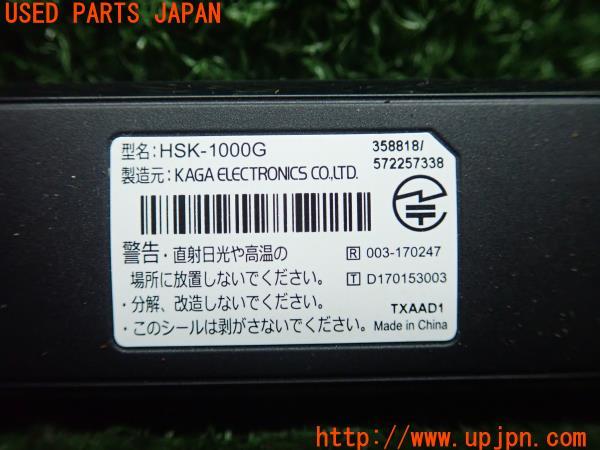 USED PARTS JAPAN
型名:HSK-1000G
358818/
572257338
製造元:KAGA ELECTRONICS CO.,LTD.
警告・直射日光や高温の
場所に放置しないでください。
・分解、改造しないでください。
・このシールは剥がさないでください。
R 003-170247
T D170153003
TXAAD1
Made in China
http://www.upjpn.com/